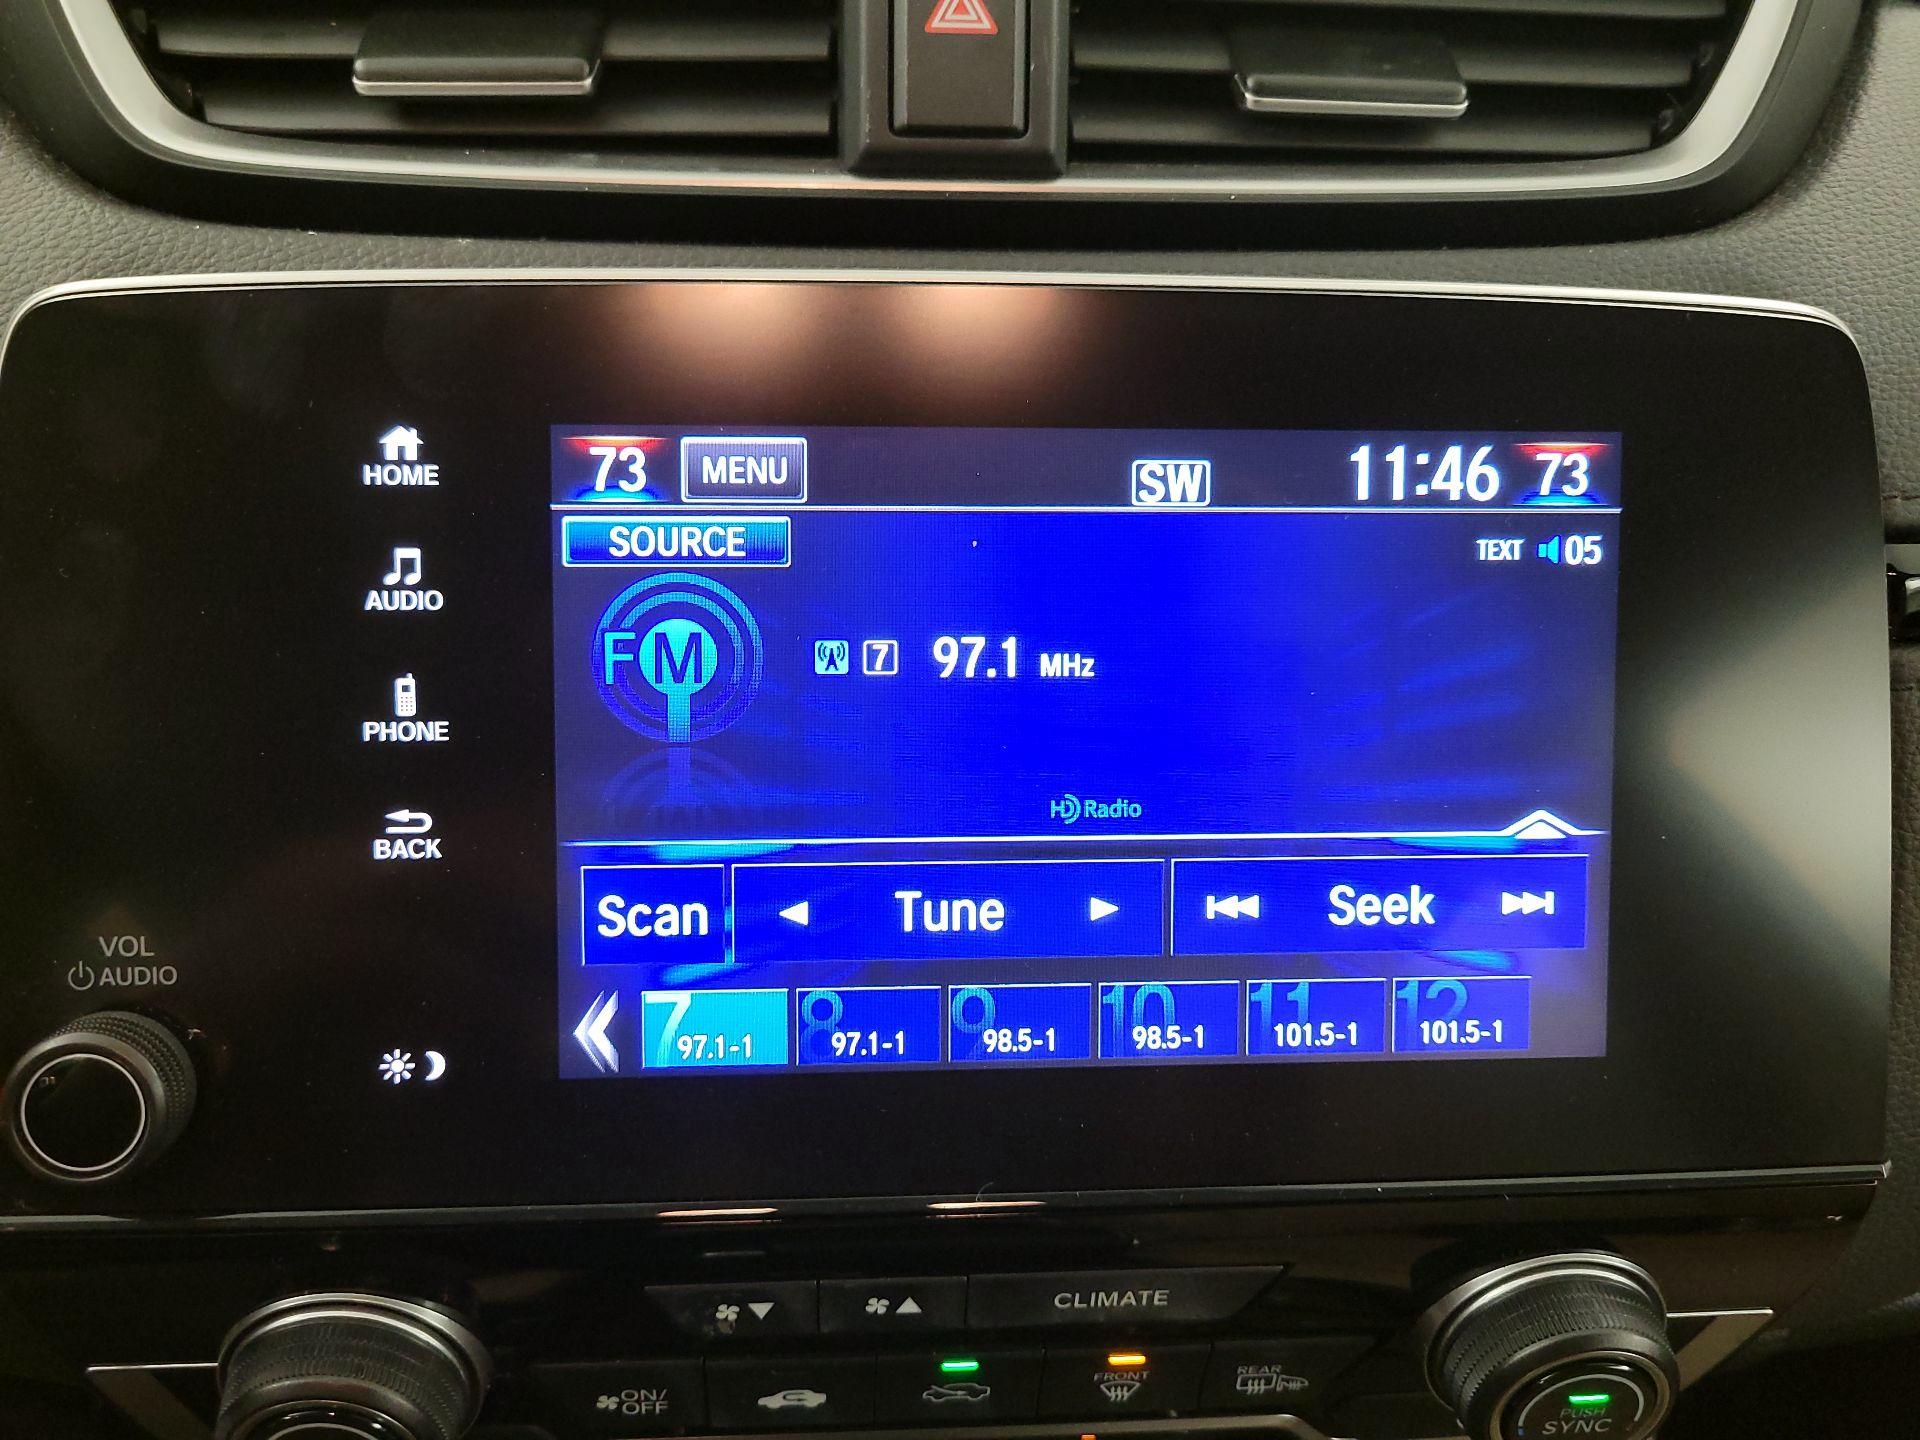 HOME
AUDIO
PHONE
BACK
VOL
AUDIO
73 MENU SW 11:46 73
SOURCE TEXT 05
FM 7 97.1 MHz
HD Radio
Scan Tune Seek
7 97.1-1 8 97.1-1 9 98.5-1 10 98.5-1 11 101.5-1 12 101.5-1
CLIMATE
ON/
OFF
FRONT
REAR
PUSH
SYNC